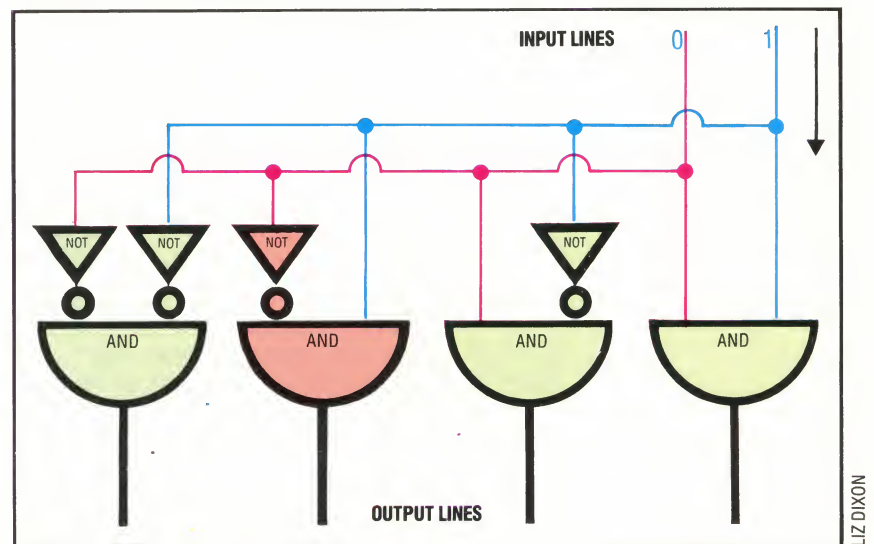 INPUT LINES 0 1
NOT NOT NOT NOT
AND AND AND AND
OUTPUT LINES
LIZ DIXON